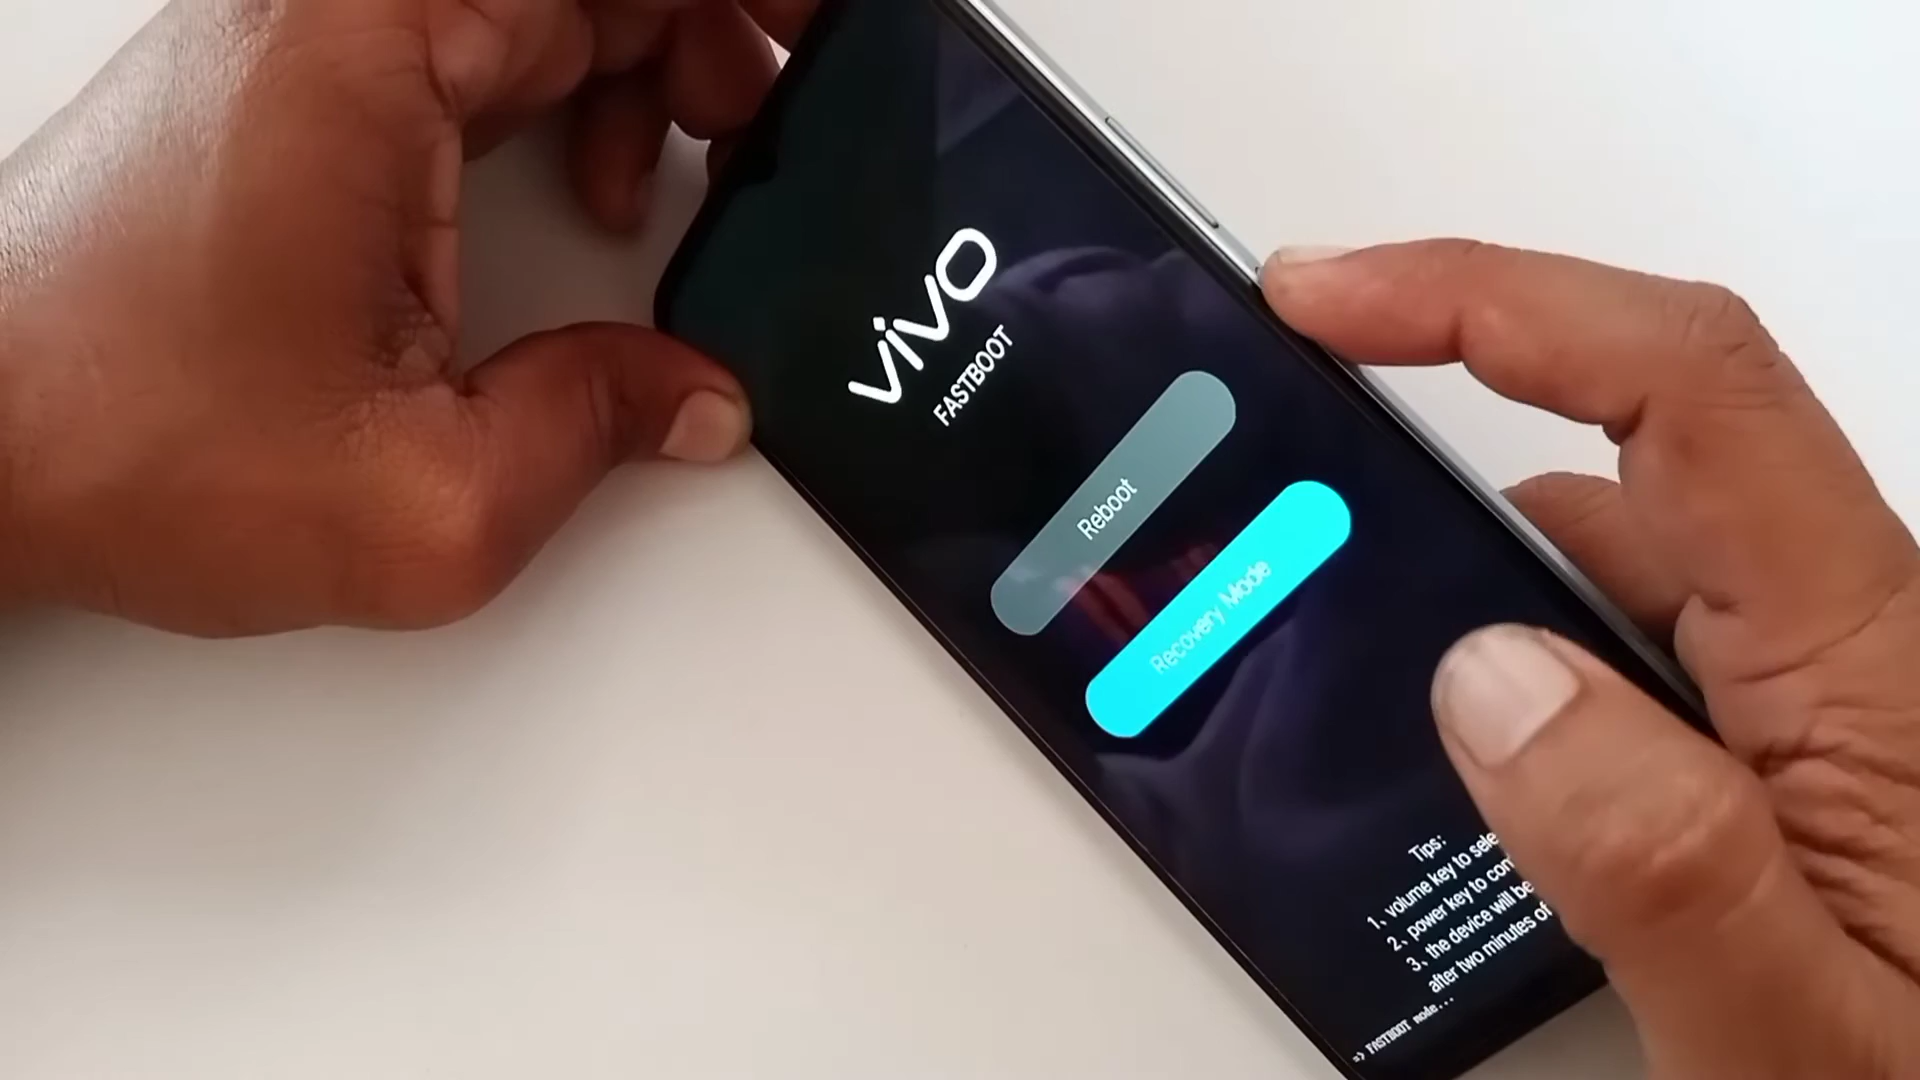 vivo
FASTBOOT
Reboot
Recovery Mode
Tips:
1、volume key to sele
2、power key to con
3、the device will be
after two minutes of
=> FASTBOOT mode...